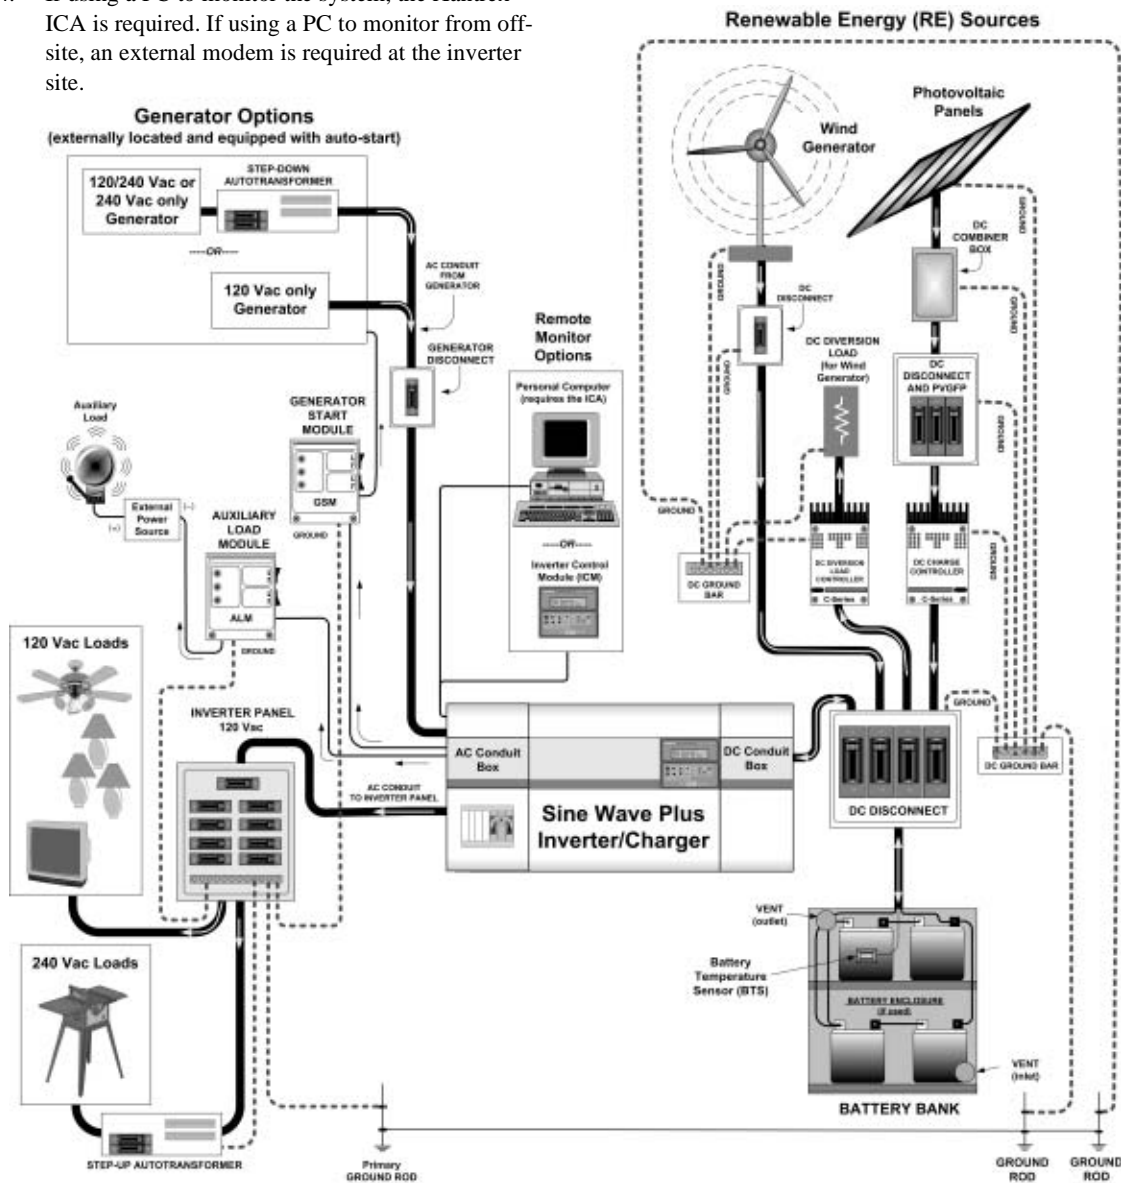 ICA is required. If using a PC to monitor from off-
site, an external modem is required at the inverter
site.
Renewable Energy (RE) Sources
Generator Options
(externally located and equipped with auto-start)
120/240 Vac or
240 Vac only
Generator
STEP-DOWN
AUTOTRANSFORMER
----OR----
120 Vac only
Generator
AC CONDUIT
FROM
GENERATOR
GENERATOR
DISCONNECT
Wind
Generator
Photovoltaic
Panels
GROUND
DC
COMBINER
BOX
GROUND
DC
DISCONNECT
GROUND
GROUND
DC DIVERSION
LOAD
(for Wind
Generator)
DC
DISCONNECT
AND PVGFP
GROUND
Remote
Monitor
Options
Personal Computer
(requires the ICA)
----OR----
Inverter Control
Module (ICM)
Auxiliary
Load
GENERATOR
START
MODULE
GSM
GROUND
External
Power
Source
(+)
(-)
AUXILIARY
LOAD
MODULE
ALM
GROUND
GROUND
DC GROUND
BAR
DC DIVERSION
LOAD
CONTROLLER
C-Series
DC CHARGE
CONTROLLER
C-Series
GROUND
120 Vac Loads
INVERTER PANEL
120 Vac
AC CONDUIT
TO INVERTER PANEL
AC Conduit
Box
DC Conduit
Box
Sine Wave Plus
Inverter/Charger
GROUND
DC GROUND BAR
DC DISCONNECT
240 Vac Loads
STEP-UP AUTOTRANSFORMER
VENT
(outlet)
Battery
Temperature
Sensor (BTS)
BATTERY ENCLOSURE
(if used)
VENT
(inlet)
BATTERY BANK
Primary
GROUND ROD
GROUND
ROD
GROUND
ROD